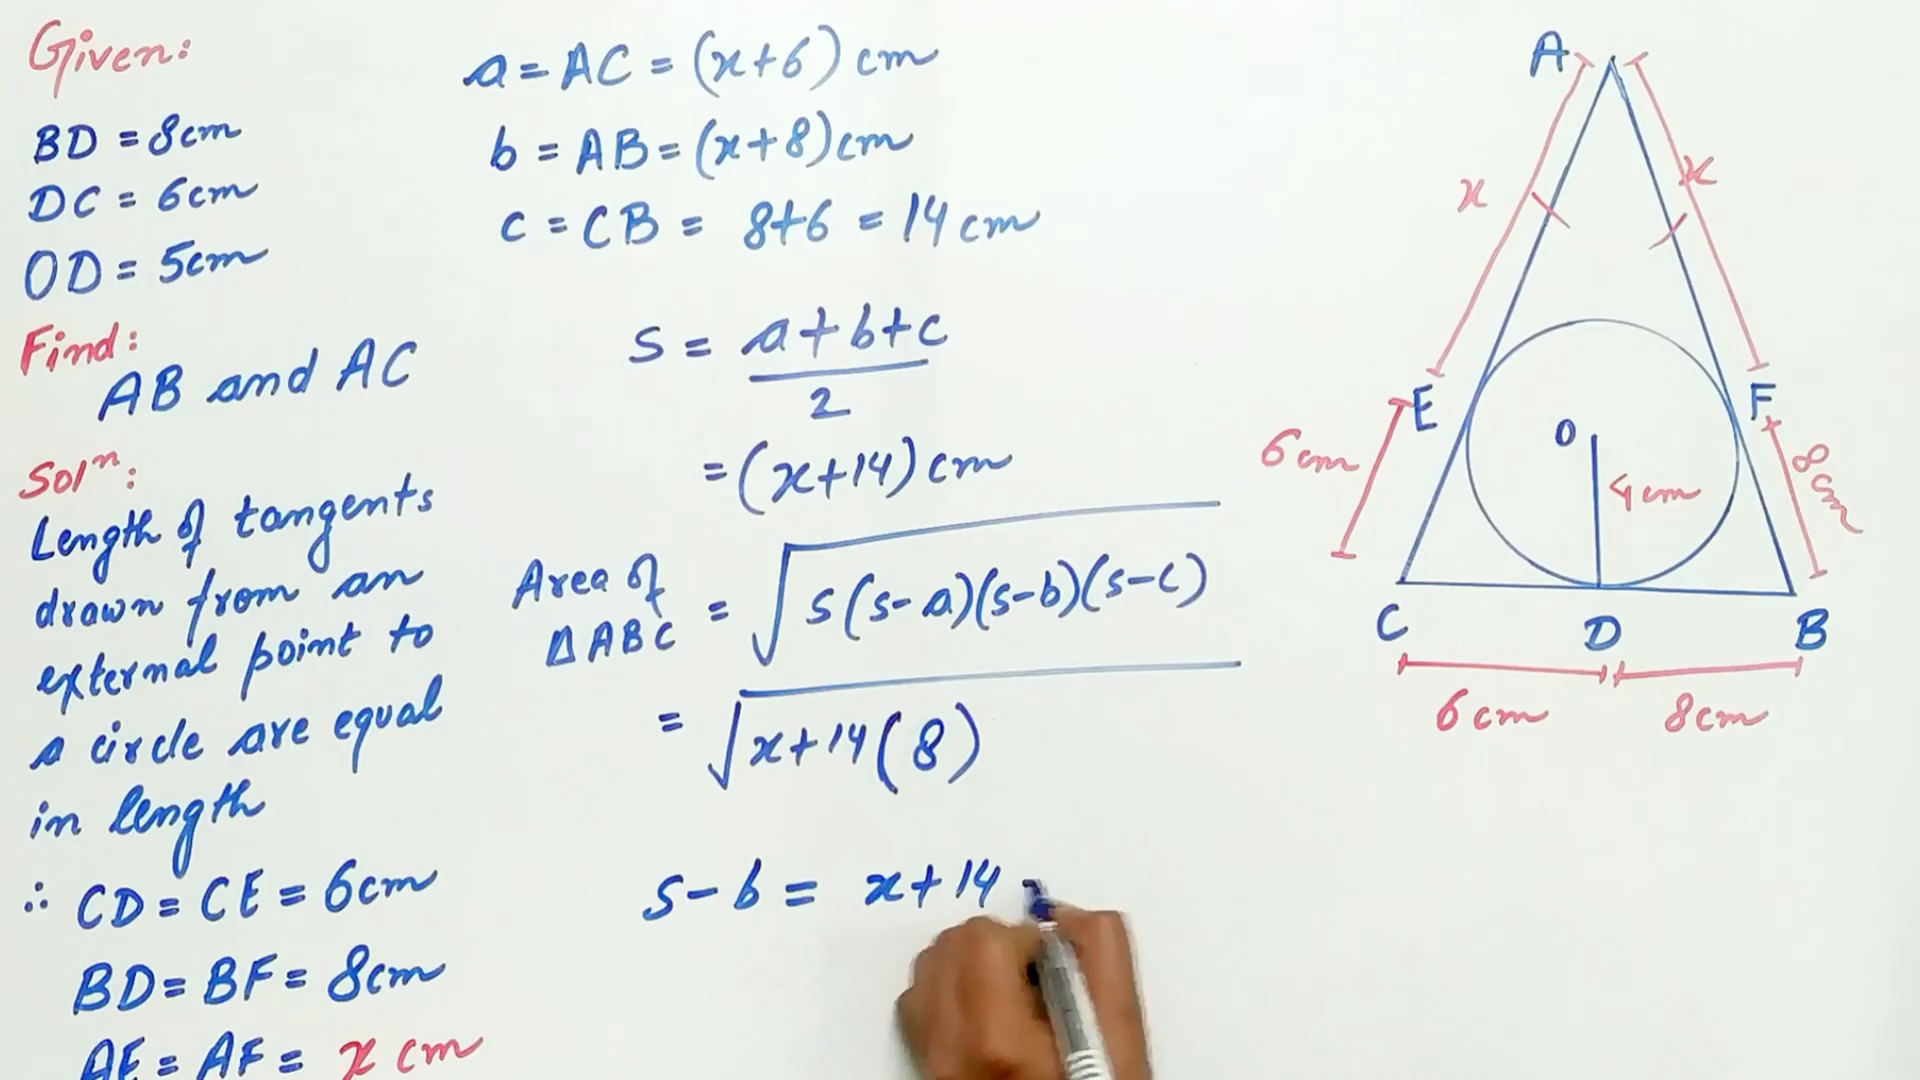 Given:
BD = 8cm
DC = 6cm
OD = 5cm
Find:
AB and AC
Solⁿ:
Length of tangents
drawn from an
external point to
a circle are equal
in length
∴ CD = CE = 6cm
BD = BF = 8cm
AE = AF = x cm
a = AC = (x+6) cm
b = AB = (x+8) cm
c = CB = 8+6 = 14 cm
s = a+b+c
2
= (x+14) cm
Area of
ΔABC = √s(s-a)(s-b)(s-c)
= √x+14(8)
s-b = x+14
A
x
x
E
F
6cm
O
4cm
8cm
C
D
B
6cm
8cm